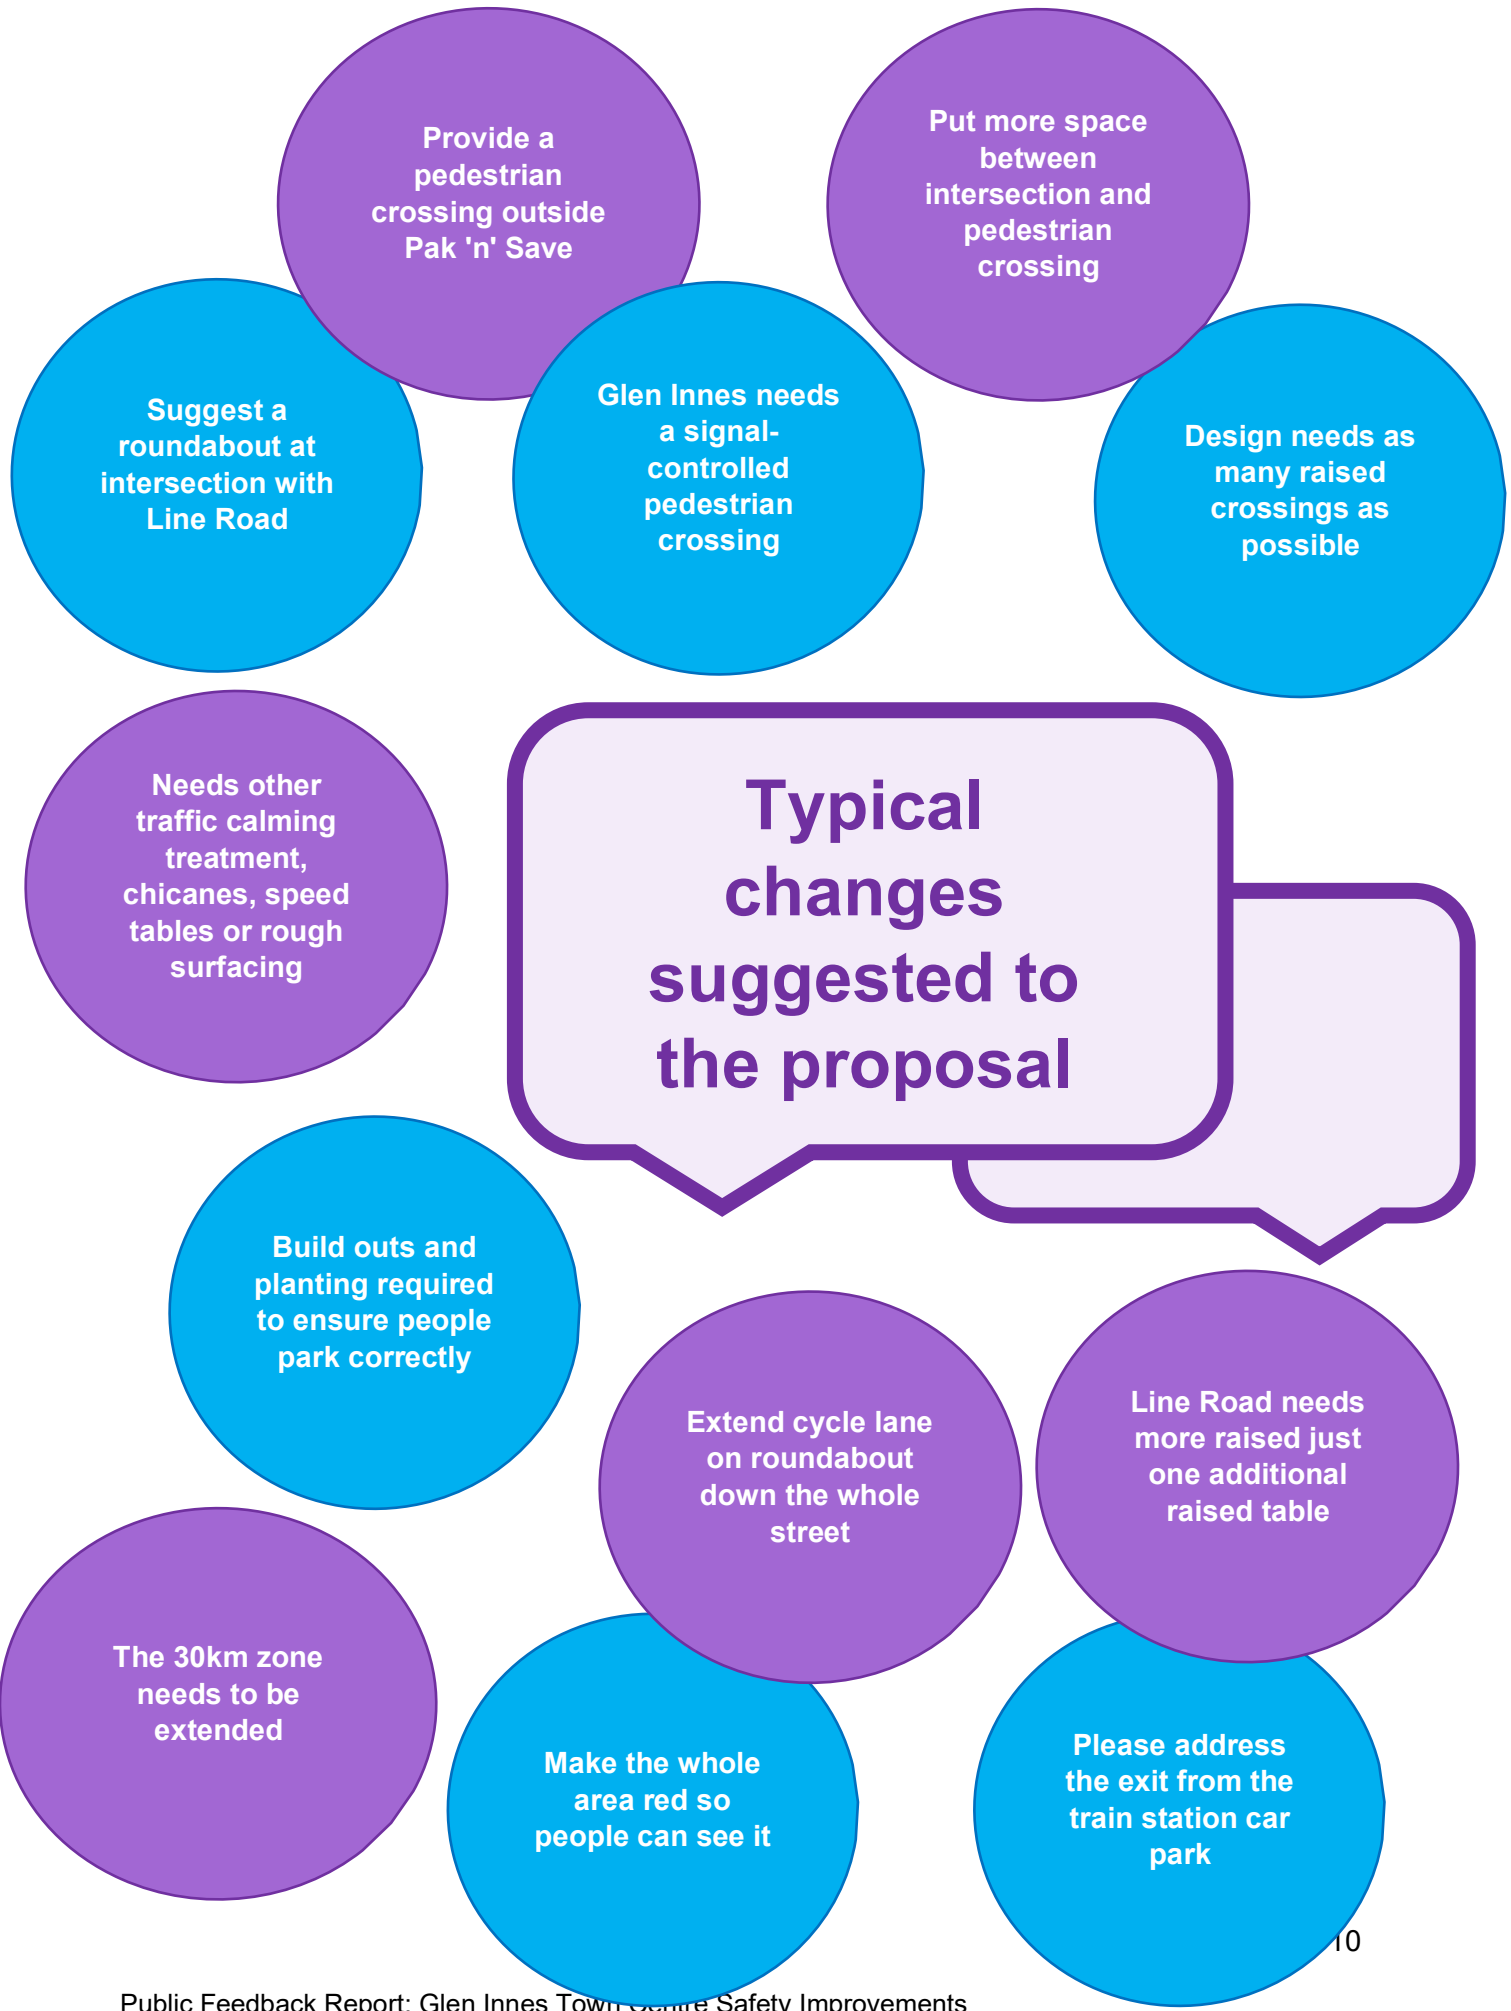 Provide a
pedestrian
crossing outside
Pak 'n' Save
Put more space
between
intersection and
pedestrian
crossing
Suggest a
roundabout at
intersection with
Line Road
Glen Innes needs
a signal-
controlled
pedestrian
crossing
Design needs as
many raised
crossings as
possible
Needs other
traffic calming
treatment,
chicanes, speed
tables or rough
surfacing
Typical
changes
suggested to
the proposal
Build outs and
planting required
to ensure people
park correctly
Extend cycle lane
on roundabout
down the whole
street
Line Road needs
more raised just
one additional
raised table
The 30km zone
needs to be
extended
Make the whole
area red so
people can see it
Please address
the exit from the
train station car
park
10
Public Feedback Report: Glen Innes Town Centre Safety Improvements